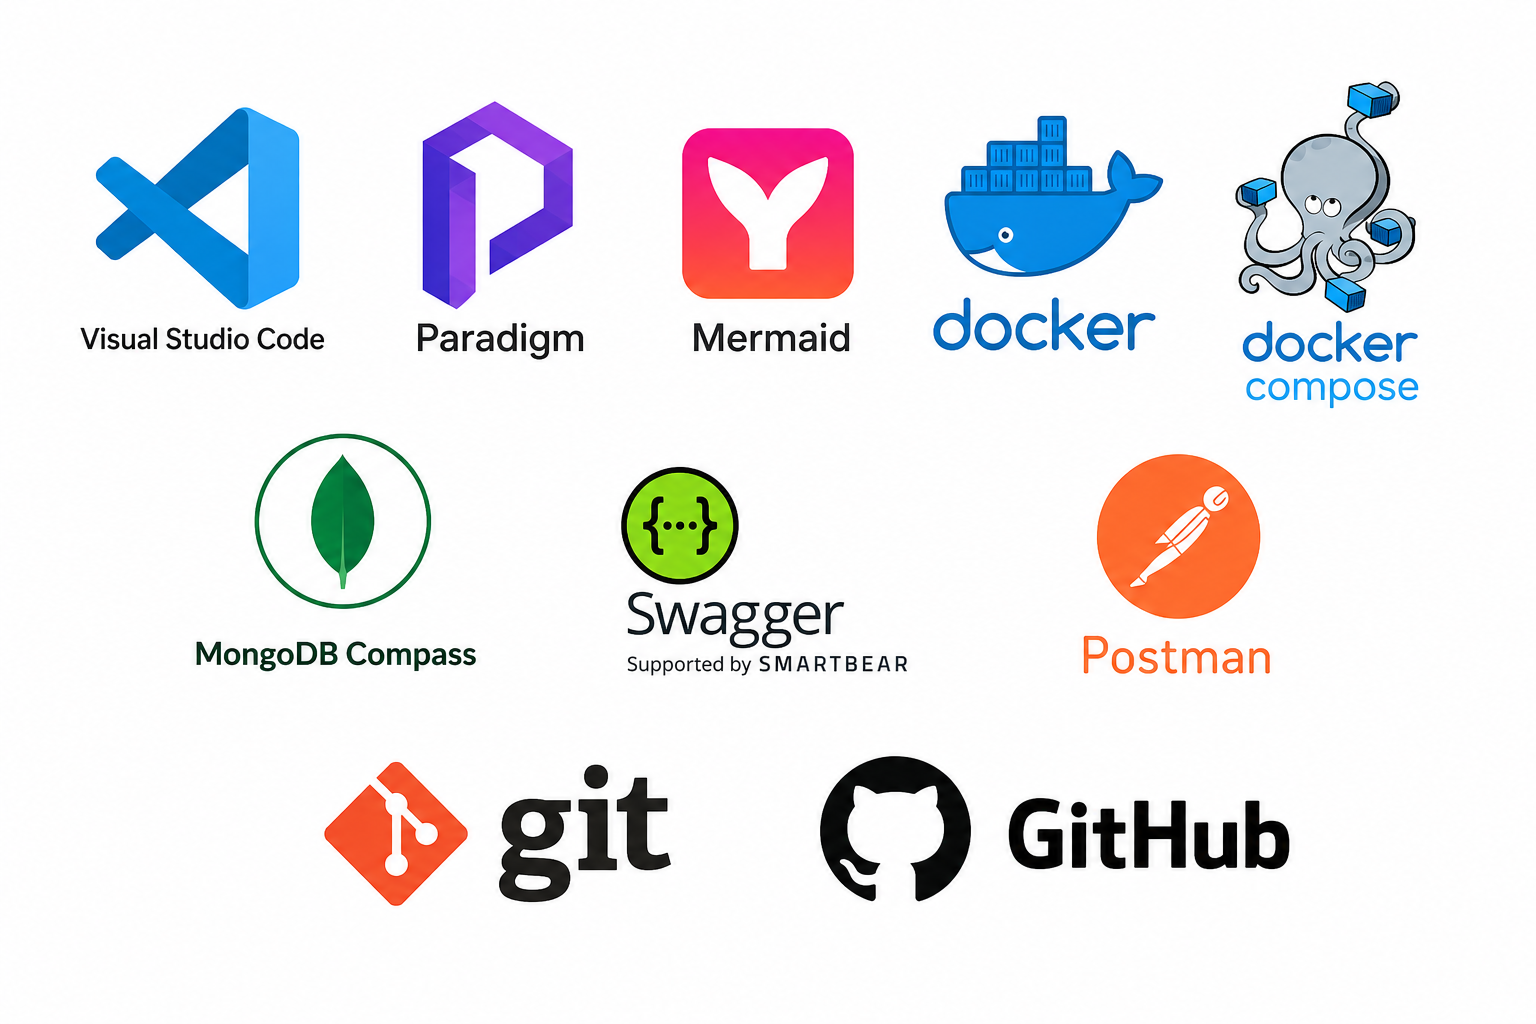 Visual Studio Code
Paradigm
Mermaid
docker
docker
compose
MongoDB Compass
{...}
Swagger
Supported by SMARTBEAR
Postman
git
GitHub